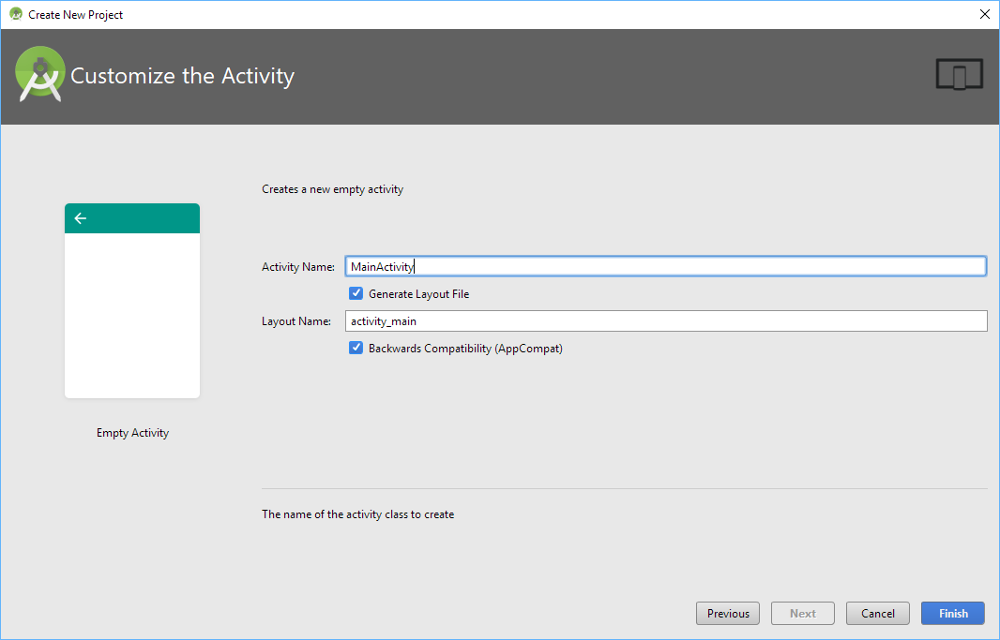 Create New Project
Customize the Activity
Creates a new empty activity
Activity Name: MainActivity
Generate Layout File
Layout Name: activity_main
Backwards Compatibility (AppCompat)
Empty Activity
The name of the activity class to create
Previous Next Cancel Finish